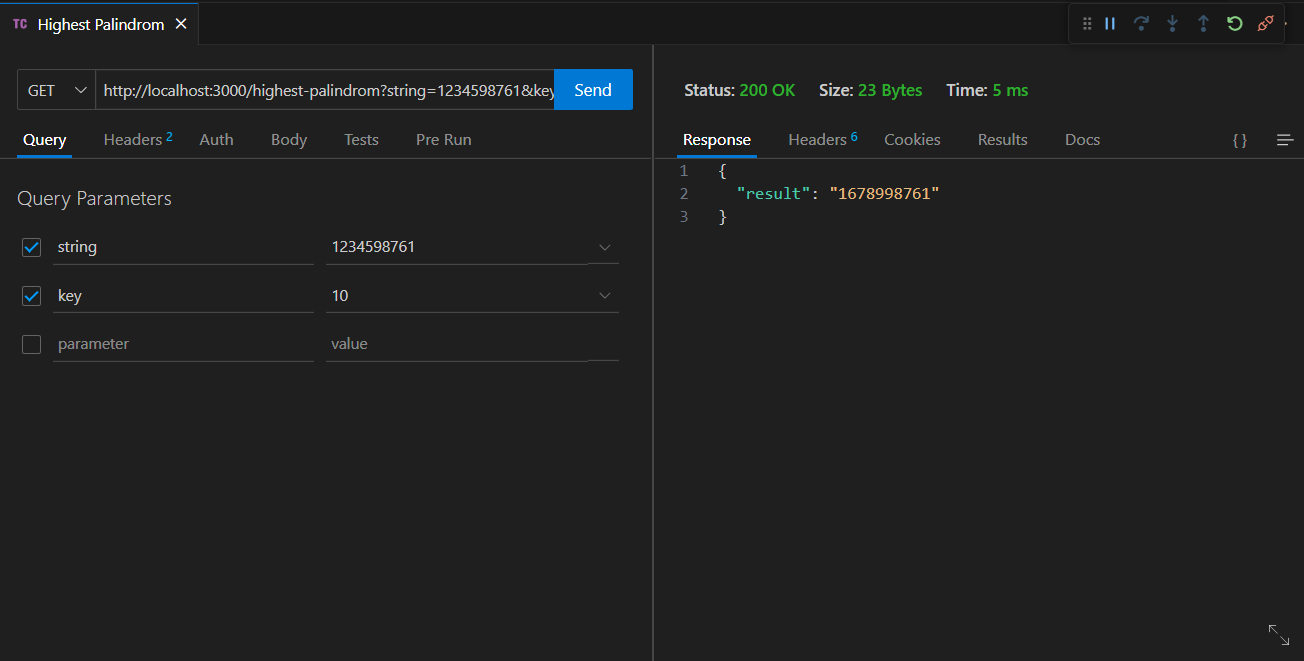 TC Highest Palindrom
GET http://localhost:3000/highest-palindrom?string=1234598761&key Send
Query Headers 2 Auth Body Tests Pre Run
Query Parameters
string 1234598761
key 10
parameter value
Status: 200 OK Size: 23 Bytes Time: 5 ms
Response Headers 6 Cookies Results Docs { }
1 {
2 "result": "1678998761"
3 }